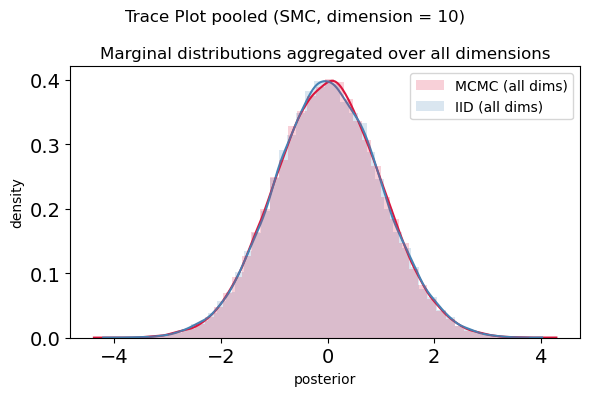 Trace Plot pooled (SMC, dimension = 10)
Marginal distributions aggregated over all dimensions
MCMC (all dims)
IID (all dims)
density
0.4
0.3
0.2
0.1
0.0
−4 −2 0 2 4
posterior